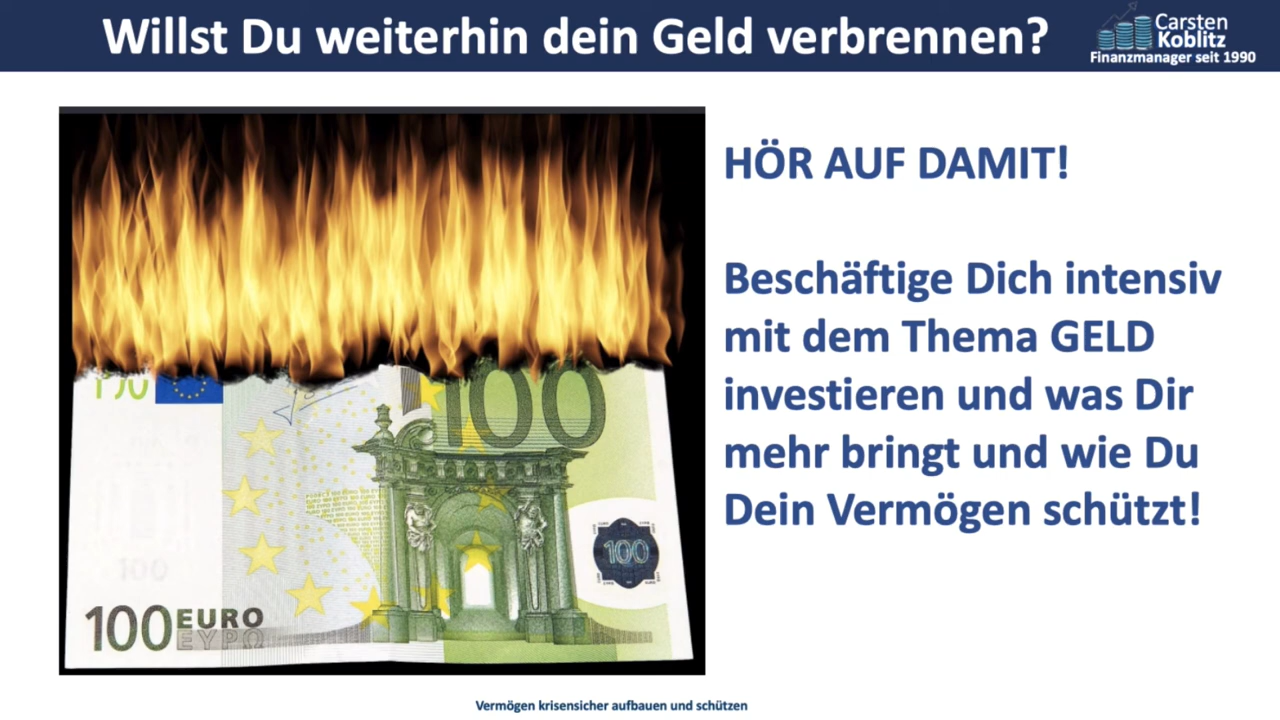 Willst Du weiterhin dein Geld verbrennen?
Carsten
Koblitz
Finanzmanager seit 1990
HÖR AUF DAMIT!
Beschäftige Dich intensiv
mit dem Thema GELD
investieren und was Dir
mehr bringt und wie Du
Dein Vermögen schützt!
100
100
100
100 EURO
ΕΥΡΩ
Vermögen krisensicher aufbauen und schützen